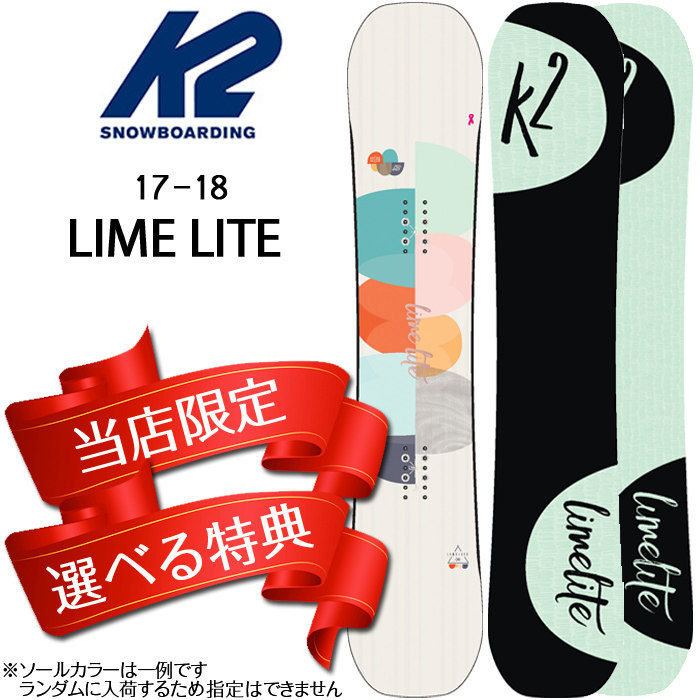 K2
SNOWBOARDING
17-18
LIME LITE
当店限定
選べる特典
※ソールカラーは一例です
ランダムに入荷するため指定はできません
lime lite
K2
limelite
limelite